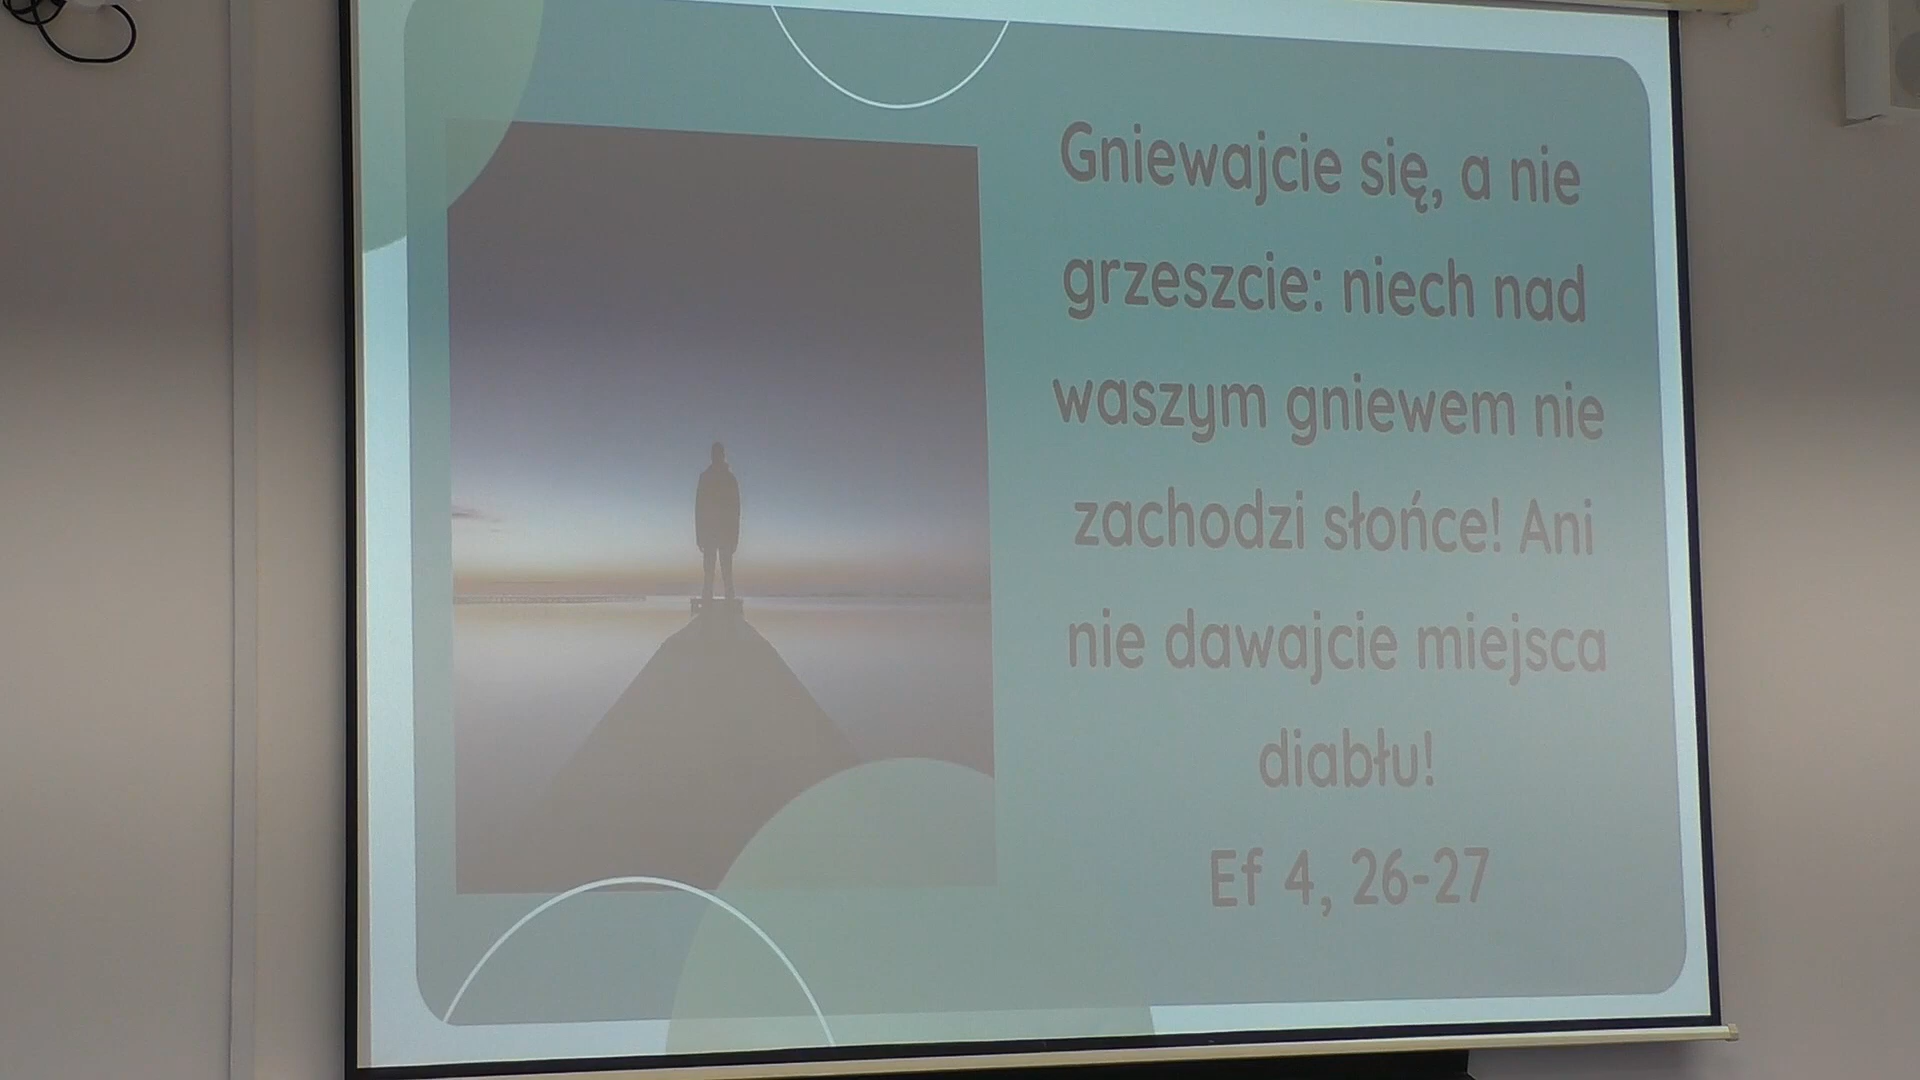 Gniewajcie się, a nie
grzeszcie: niech nad
waszym gniewem nie
zachodzi słońce! Ani
nie dawajcie miejsca
diabłu!
Ef 4, 26-27